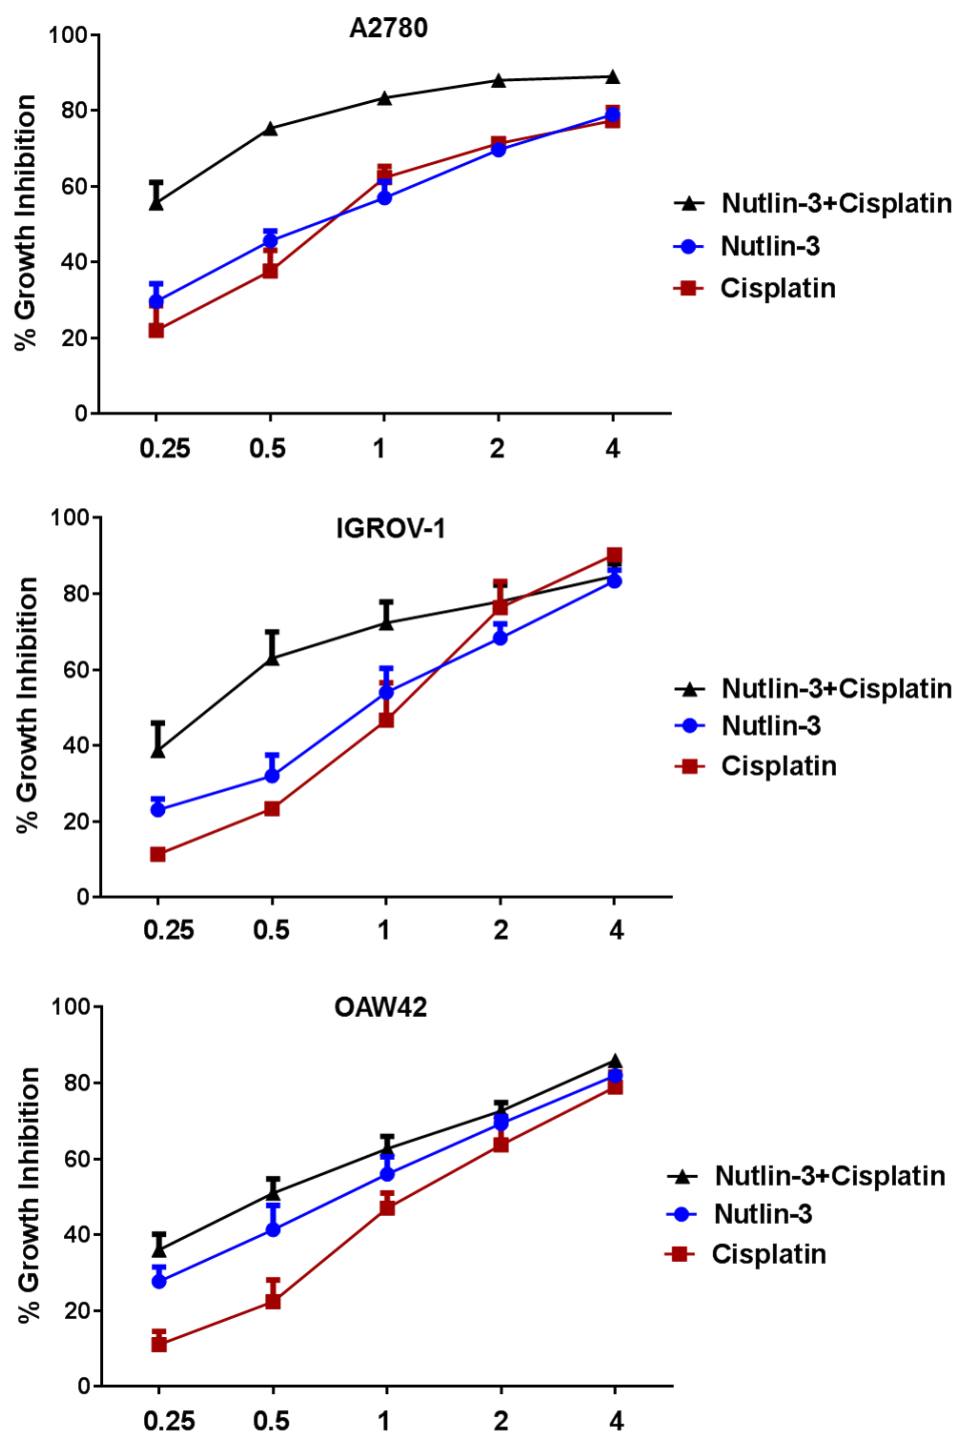 A2780
% Growth Inhibition
100
80
60
40
20
0
0.25 0.5 1 2 4
Nutlin-3+Cisplatin
Nutlin-3
Cisplatin
IGROV-1
% Growth Inhibition
100
80
60
40
20
0
0.25 0.5 1 2 4
Nutlin-3+Cisplatin
Nutlin-3
Cisplatin
OAW42
% Growth Inhibition
100
80
60
40
20
0
0.25 0.5 1 2 4
Nutlin-3+Cisplatin
Nutlin-3
Cisplatin